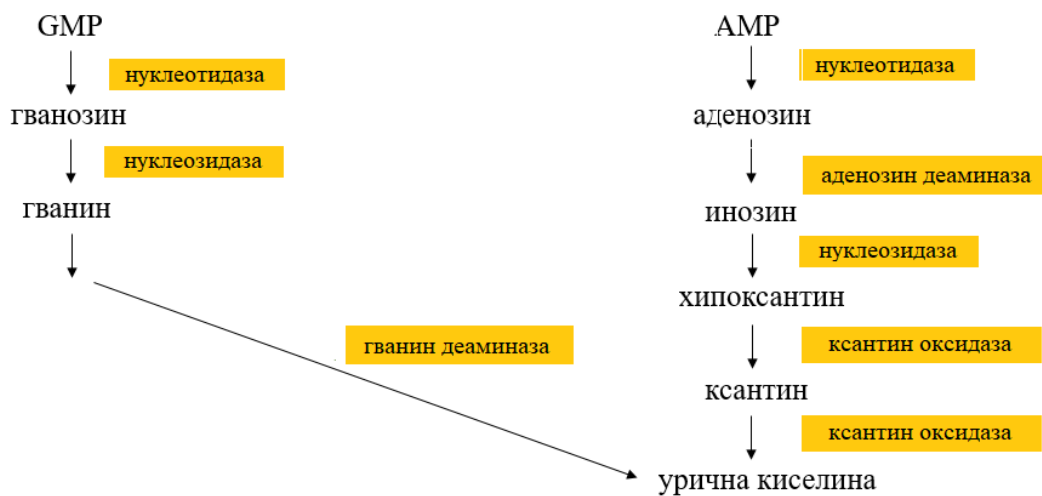 GMP
AMP
нуклеотидаза
нуклеотидаза
гванозин
аденозин
нуклеозидаза
аденозин деаминаза
гванин
инозин
нуклеозидаза
хипоксантин
гванин деаминаза
ксантин оксидаза
ксантин
ксантин оксидаза
урична киселина